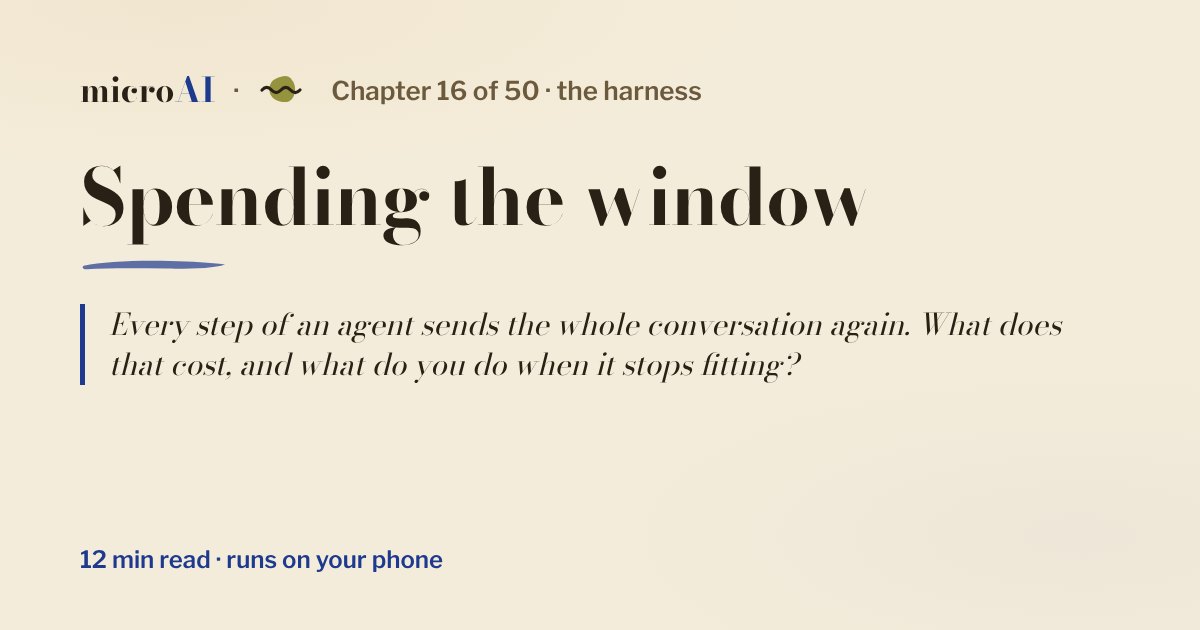 microAI · Chapter 16 of 50 · the harness
Spending the window
Every step of an agent sends the whole conversation again. What does
that cost, and what do you do when it stops fitting?
12 min read · runs on your phone